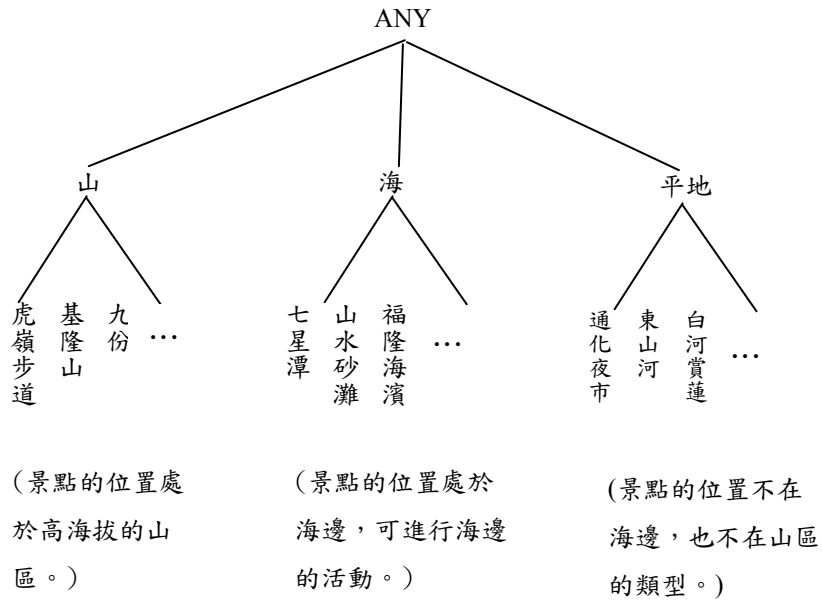 ANY
山
海
平地
虎嶺步道
基隆山
九份
…
七星潭
山水砂灘
福隆海濱
…
通化夜市
東山河
白河賞蓮
…
（景點的位置處
於高海拔的山
區。）
（景點的位置處於
海邊，可進行海邊
的活動。）
(景點的位置不在
海邊，也不在山區
的類型。)